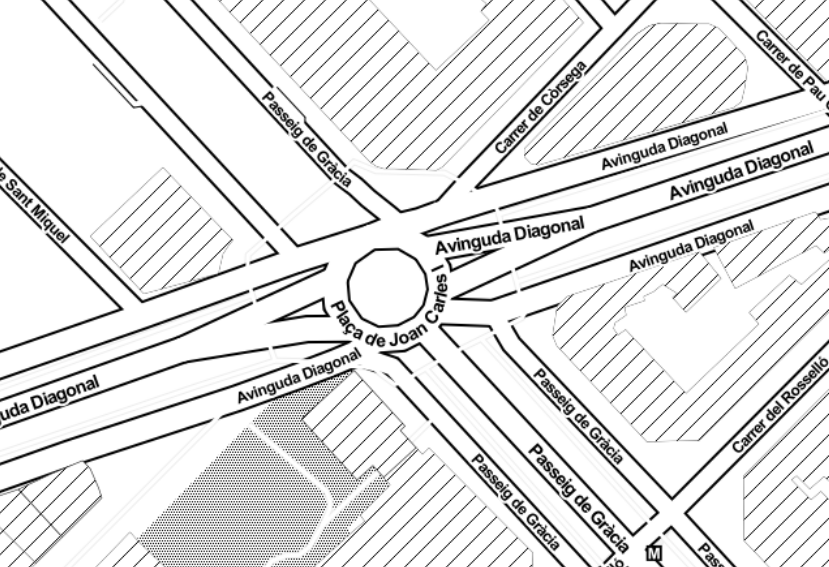 Carrer de Pau
Carrer de Còrsega
Passeig de Gràcia
Avinguda Diagonal
Avinguda Diagonal
de Sant Miquel
Avinguda Diagonal
Avinguda Diagonal
Plaça de Joan Carles I
Avinguda Diagonal
uda Diagonal
Passeig de Gràcia
Carrer del Rosselló
Passeig de Gràcia
Passeig de Gràcia
M
Pass